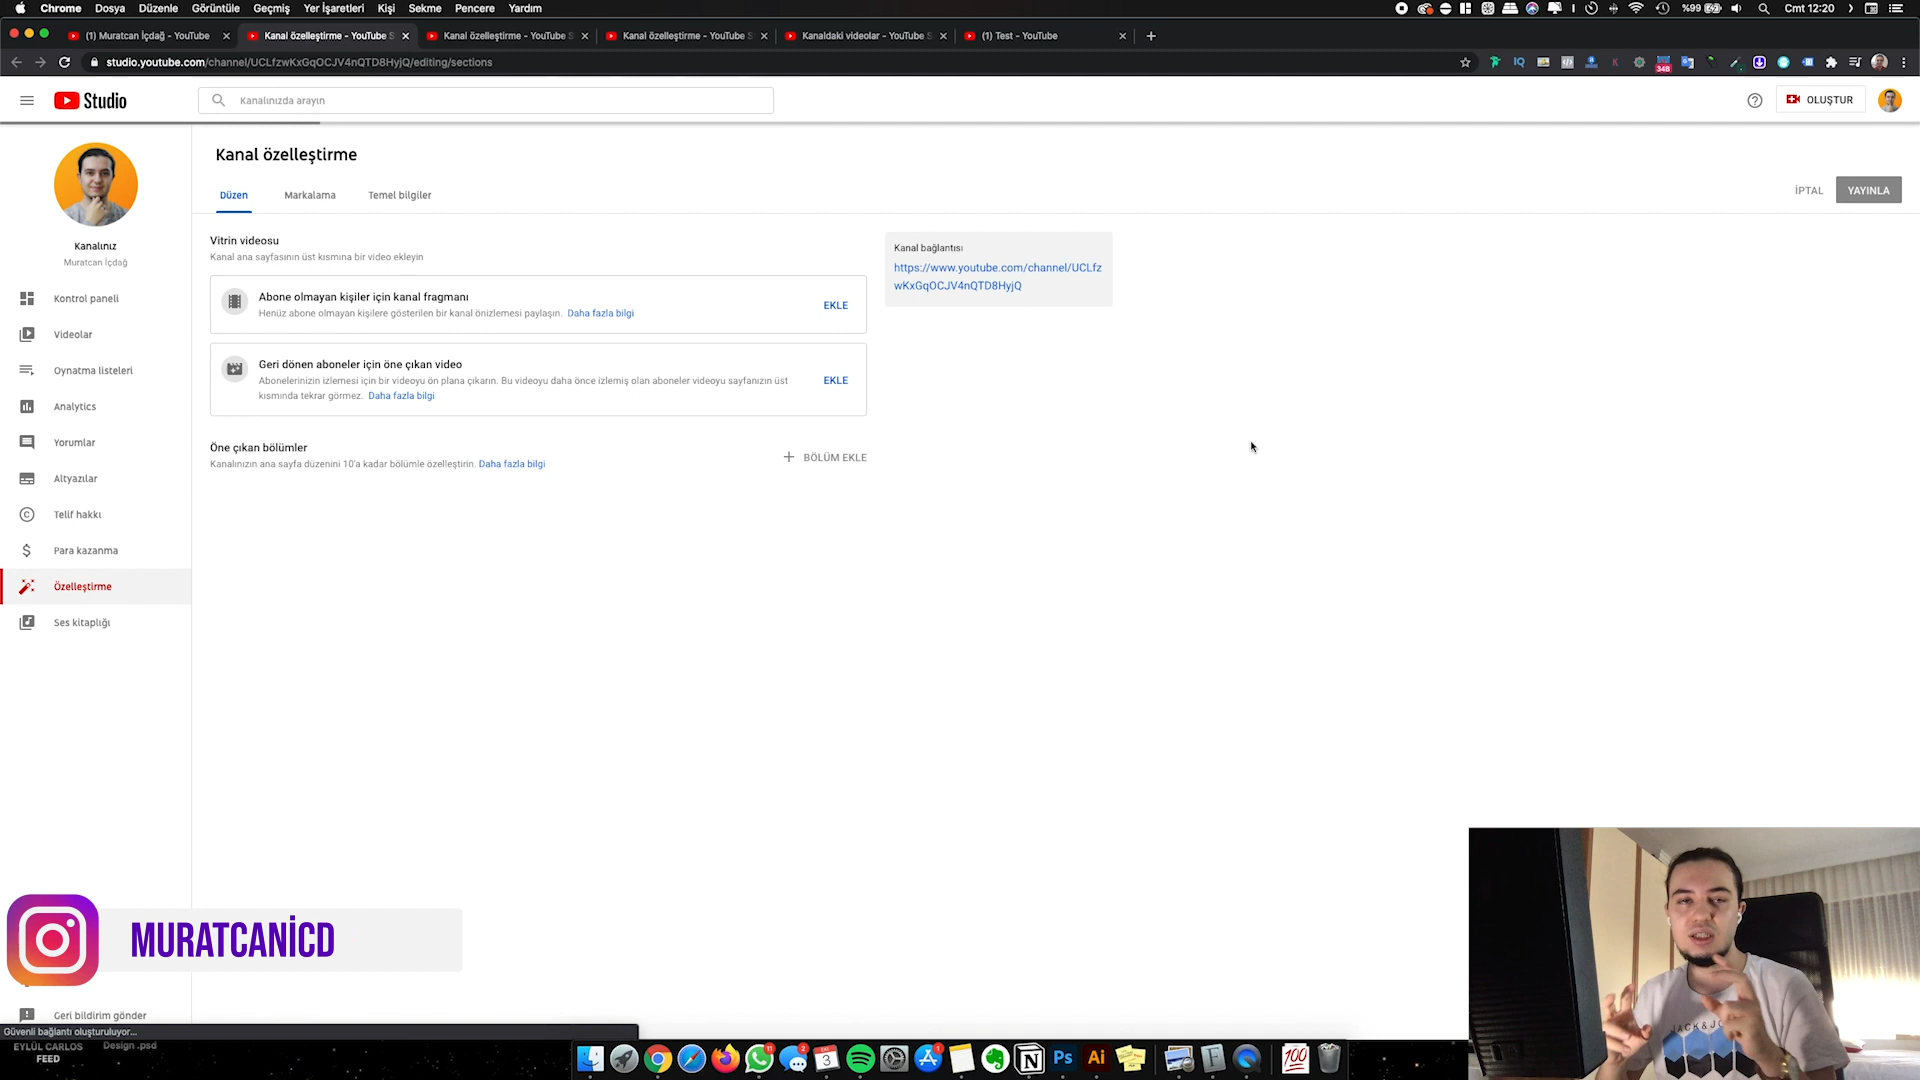 Chrome Dosya Düzenle Görüntüle Geçmiş Yer İşaretleri Kişi Sekme Pencere Yardım
%99 Cmt 12:20
(1) Muratcan İçdağ - YouTube
Kanal özelleştirme - YouTube S
Kanal özelleştirme - YouTube S
Kanal özelleştirme - YouTube S
Kanaldaki videolar - YouTube S
(1) Test - YouTube
studio.youtube.com/channel/UCLfzwKxGqOCJV4nQTD8HyjQ/editing/sections
Studio
Kanalınızda arayın
OLUŞTUR
Kanal özelleştirme
Düzen Markalama Temel bilgiler
İPTAL YAYINLA
Kanalınız
Muratcan İçdağ
Kontrol paneli
Videolar
Oynatma listeleri
Analytics
Yorumlar
Altyazılar
Telif hakkı
Para kazanma
Özelleştirme
Ses kitaplığı
Geri bildirim gönder
Vitrin videosu
Kanal ana sayfasının üst kısmına bir video ekleyin
Abone olmayan kişiler için kanal fragmanı
Henüz abone olmayan kişilere gösterilen bir kanal önizlemesi paylaşın. Daha fazla bilgi
EKLE
Geri dönen aboneler için öne çıkan video
Abonelerinizin izlemesi için bir videoyu ön plana çıkarın. Bu videoyu daha önce izlemiş olan aboneler videoyu sayfanızın üst
kısmında tekrar görmez. Daha fazla bilgi
EKLE
Öne çıkan bölümler
Kanalınızın ana sayfa düzenini 10'a kadar bölümle özelleştirin. Daha fazla bilgi
BÖLÜM EKLE
Kanal bağlantısı
https://www.youtube.com/channel/UCLfz
wKxGqOCJV4nQTD8HyjQ
MURATCANİCD
Güvenli bağlantı oluşturuluyor...
EYLÜL CARLOS
FEED
Design .psd